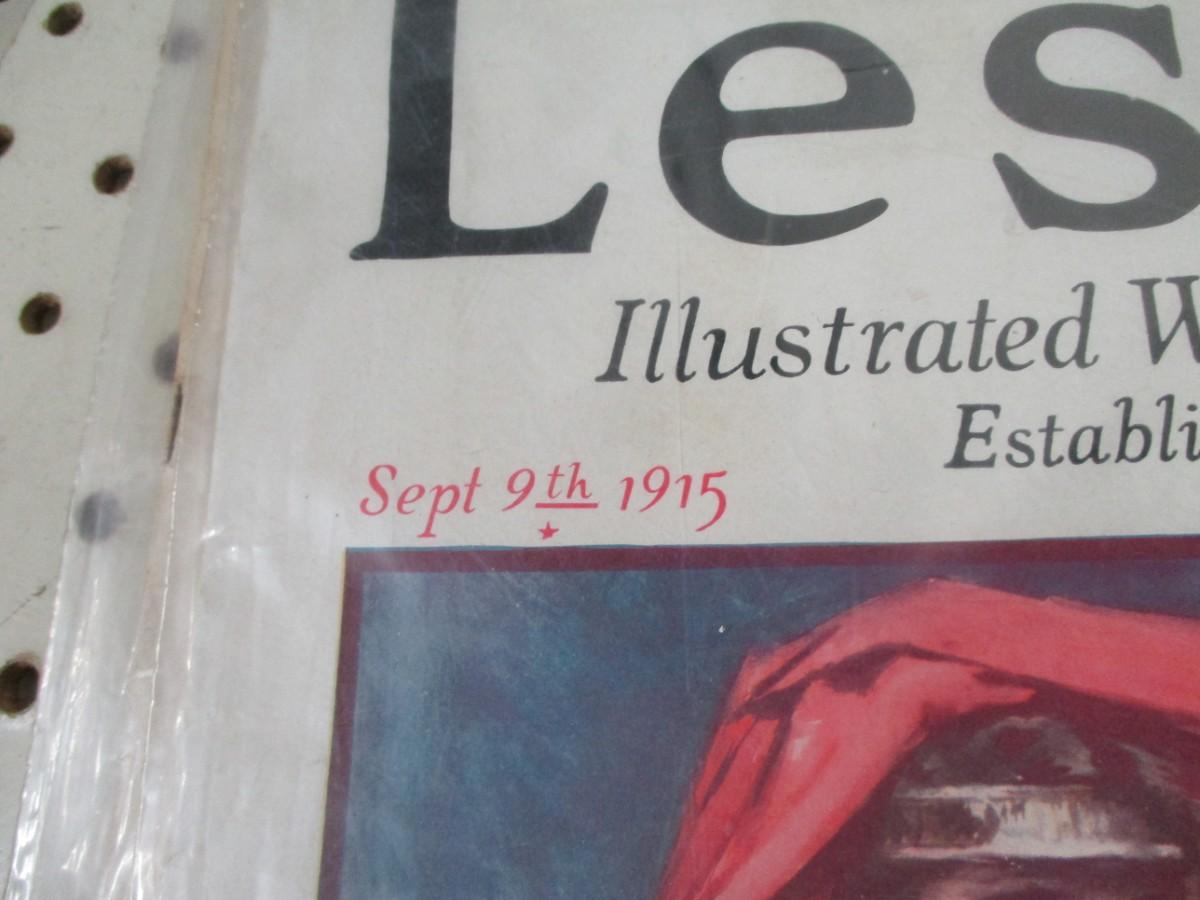 Les
Illustrated W
Establi
Sept 9th 1915